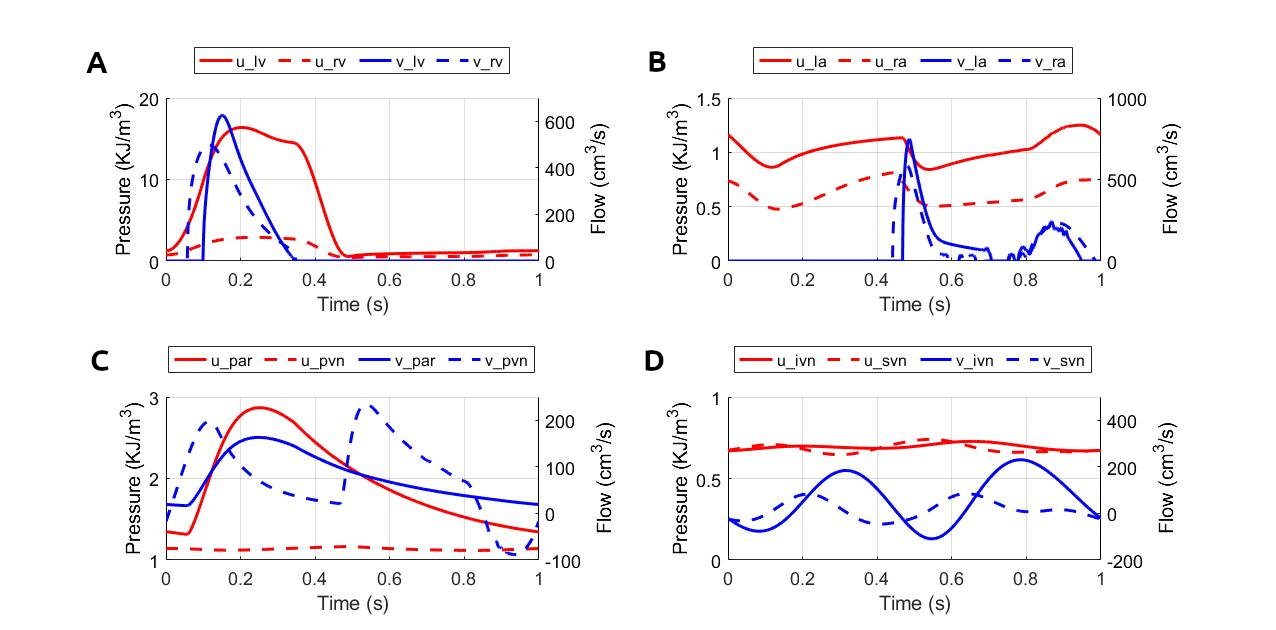 A
u_lv u_rv v_lv v_rv
Pressure (KJ/m³)
20
10
0
600
400
200
0
Flow (cm³/s)
0 0.2 0.4 0.6 0.8 1
Time (s)
B
u_la u_ra v_la v_ra
Pressure (KJ/m³)
1.5
1
0.5
0
1000
500
0
Flow (cm³/s)
0 0.2 0.4 0.6 0.8 1
Time (s)
C
u_par u_pvn v_par v_pvn
Pressure (KJ/m³)
3
2
1
200
100
0
-100
Flow (cm³/s)
0 0.2 0.4 0.6 0.8 1
Time (s)
D
u_ivn u_svn v_ivn v_svn
Pressure (KJ/m³)
1
0.5
0
400
200
0
-200
Flow (cm³/s)
0 0.2 0.4 0.6 0.8 1
Time (s)